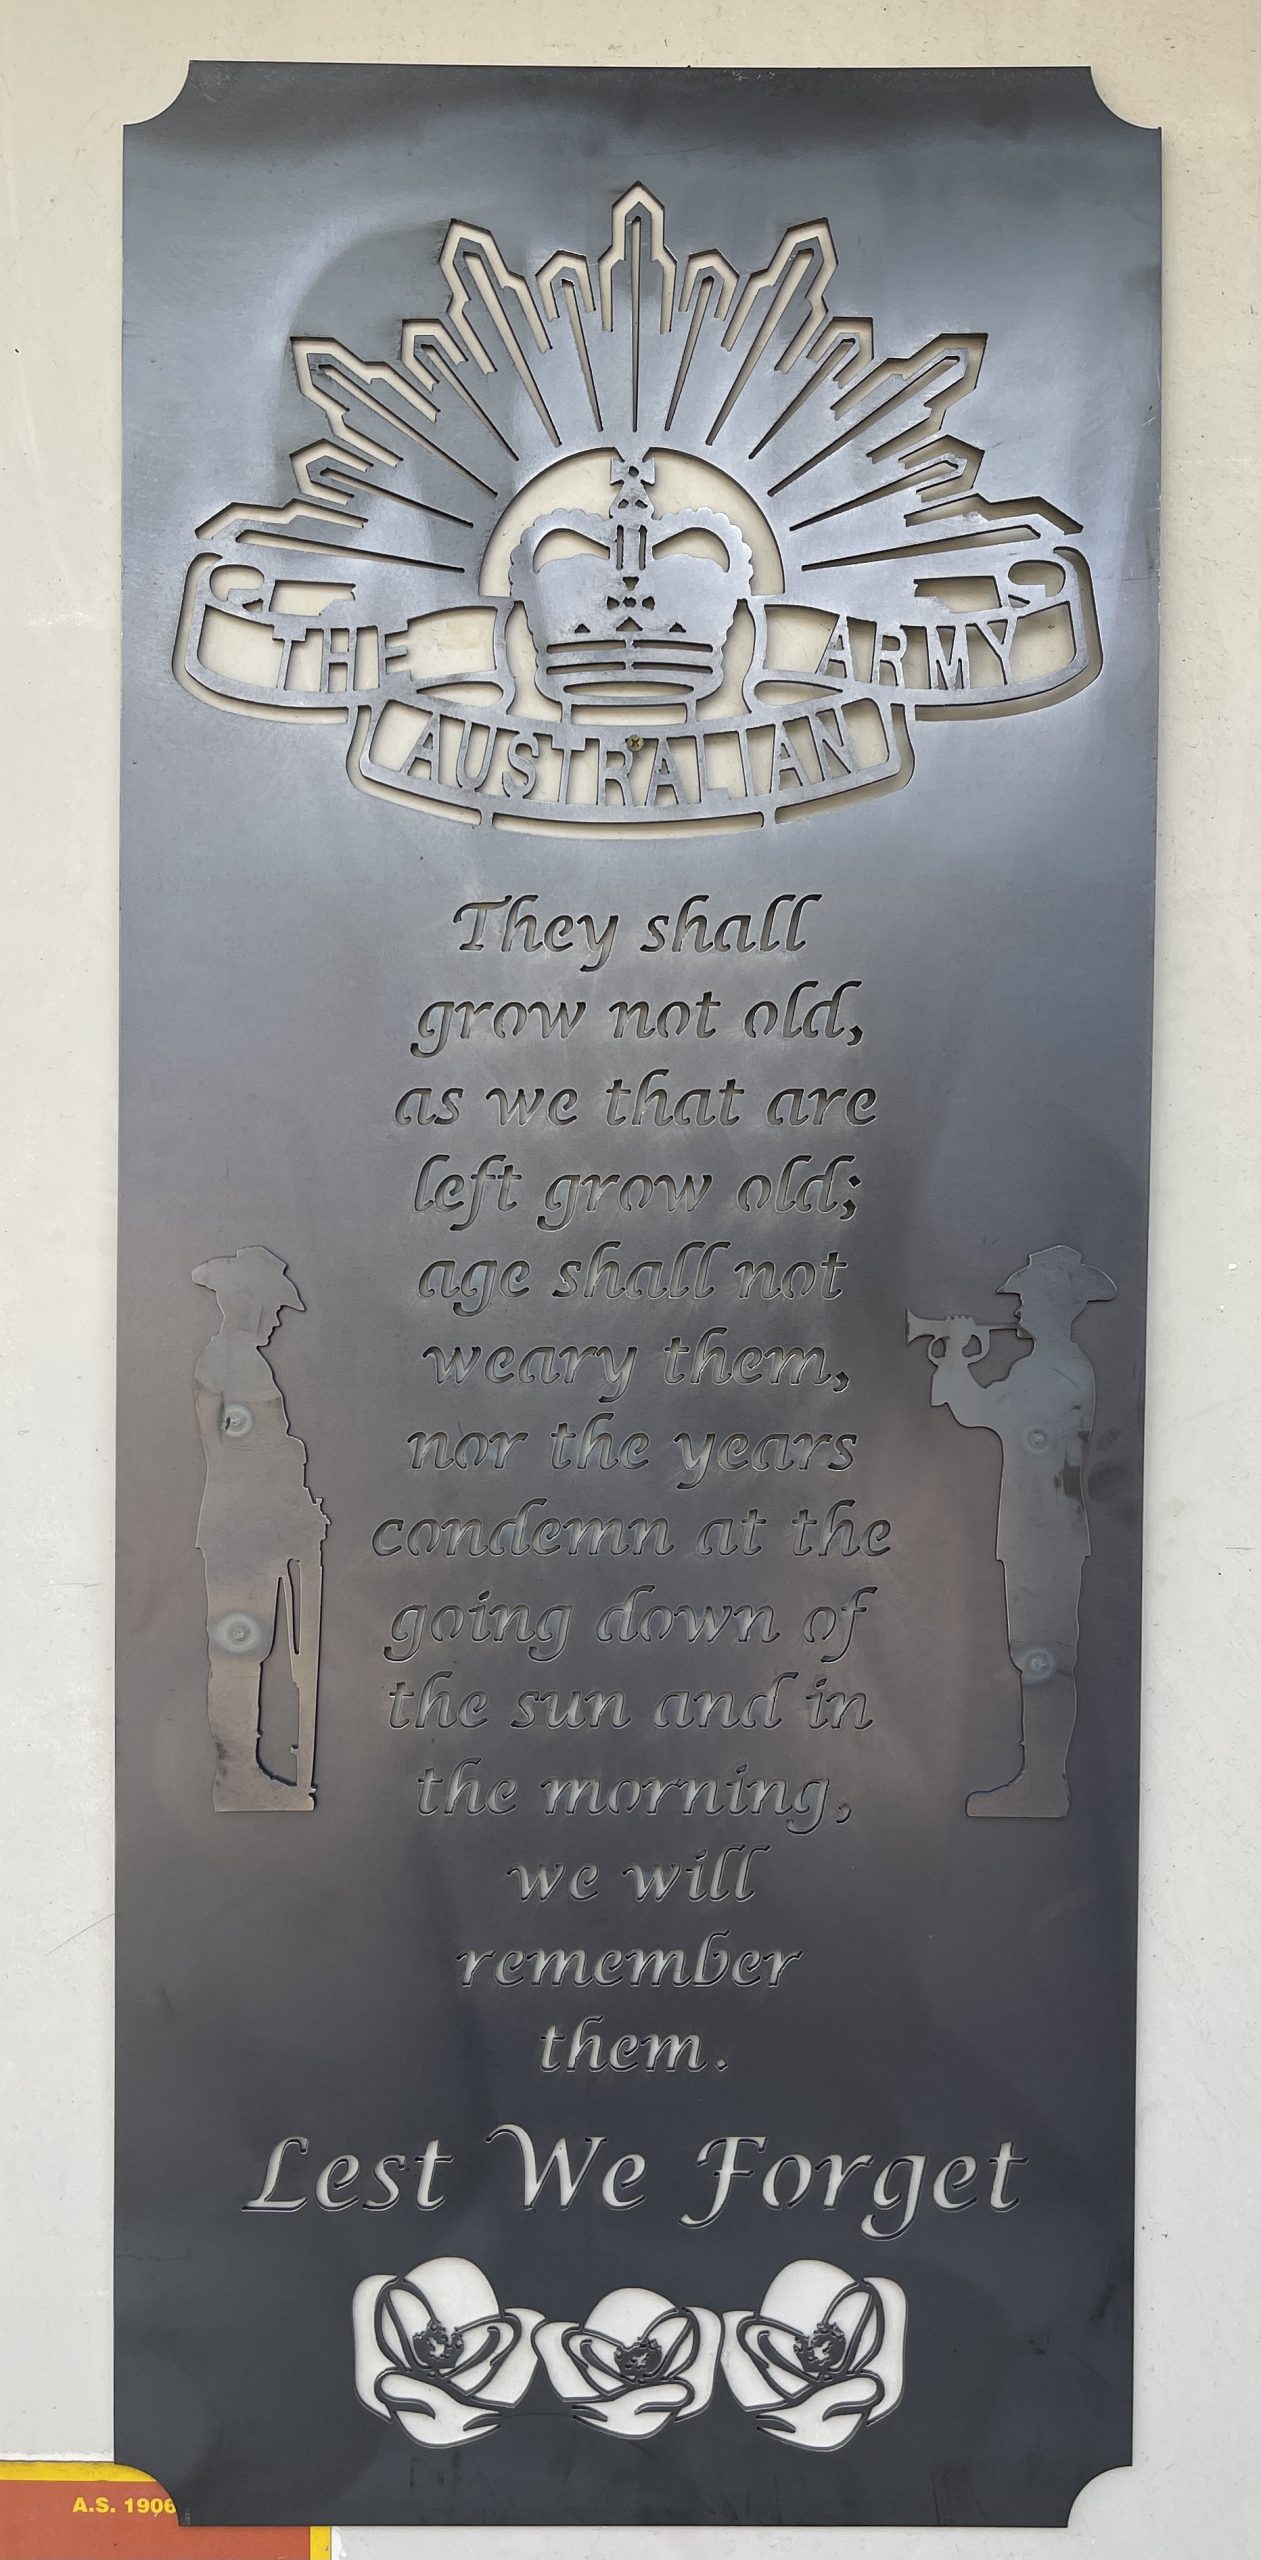 THE ARMY
AUSTRALIAN
They shall
grow not old,
as we that are
left grow old;
age shall not
weary them,
nor the years
condemn at the
going down of
the sun and in
the morning,
we will
remember
them.
Lest We Forget
A.S. 1906